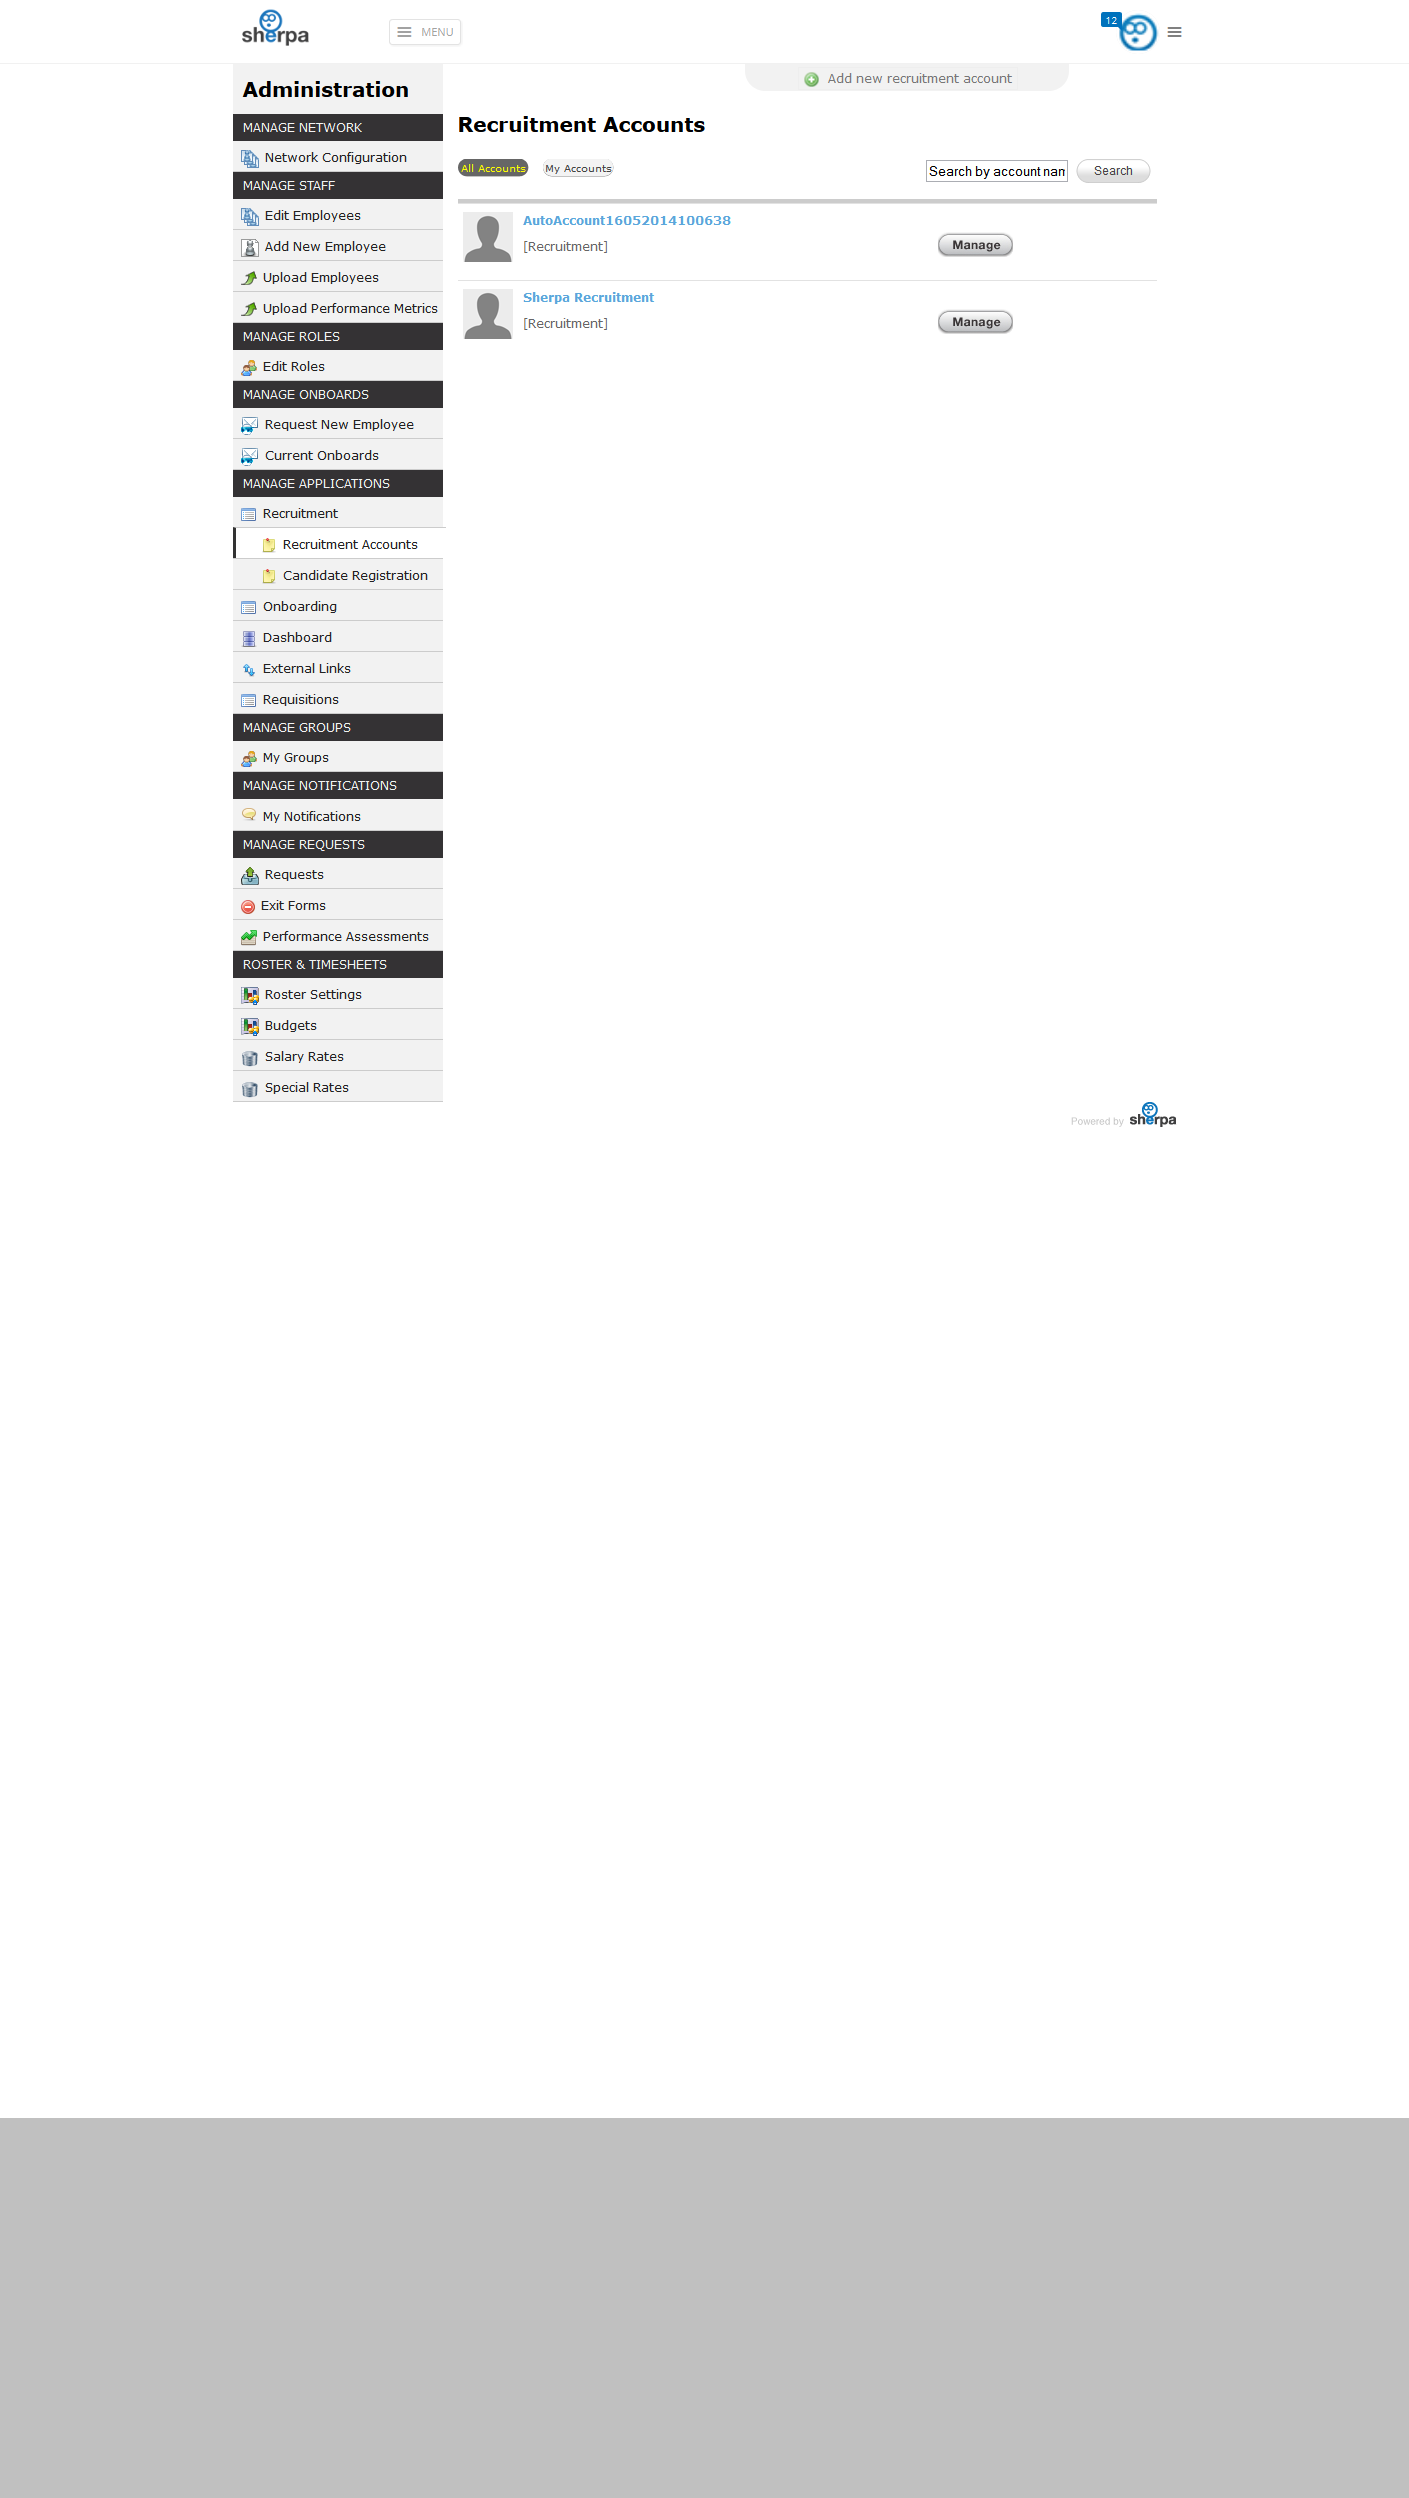 sherpa
MENU
12
Administration
Add new recruitment account
MANAGE NETWORK
Recruitment Accounts
Network Configuration
All Accounts
My Accounts
Search by account nam
Search
MANAGE STAFF
Edit Employees
AutoAccount16052014100638
[Recruitment]
Manage
Add New Employee
Upload Employees
Sherpa Recruitment
[Recruitment]
Manage
Upload Performance Metrics
MANAGE ROLES
Edit Roles
MANAGE ONBOARDS
Request New Employee
Current Onboards
MANAGE APPLICATIONS
Recruitment
Recruitment Accounts
Candidate Registration
Onboarding
Dashboard
External Links
Requisitions
MANAGE GROUPS
My Groups
MANAGE NOTIFICATIONS
My Notifications
MANAGE REQUESTS
Requests
Exit Forms
Performance Assessments
ROSTER & TIMESHEETS
Roster Settings
Budgets
Salary Rates
Special Rates
Powered by sherpa